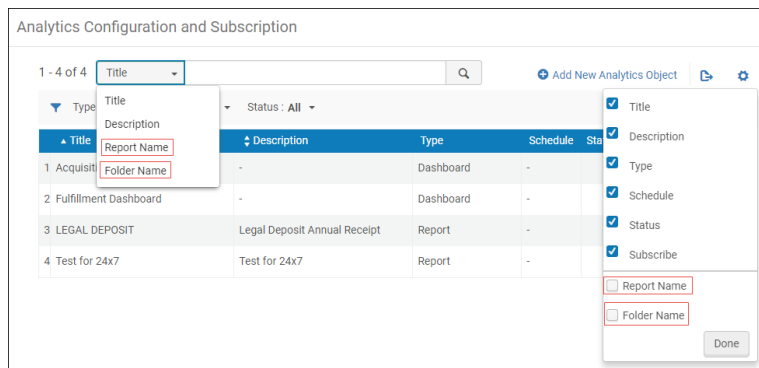 Analytics Configuration and Subscription
1 - 4 of 4 Title
Add New Analytics Object
Title
Description
Report Name
Folder Name
Type
Status : All
Title Description Type Schedule
1 - Dashboard -
2 Fulfillment Dashboard - Dashboard -
3 LEGAL DEPOSIT Legal Deposit Annual Receipt Report -
4 Test for 24x7 Test for 24x7 Report -
Title
Description
Type
Schedule
Status
Subscribe
Report Name
Folder Name
Done